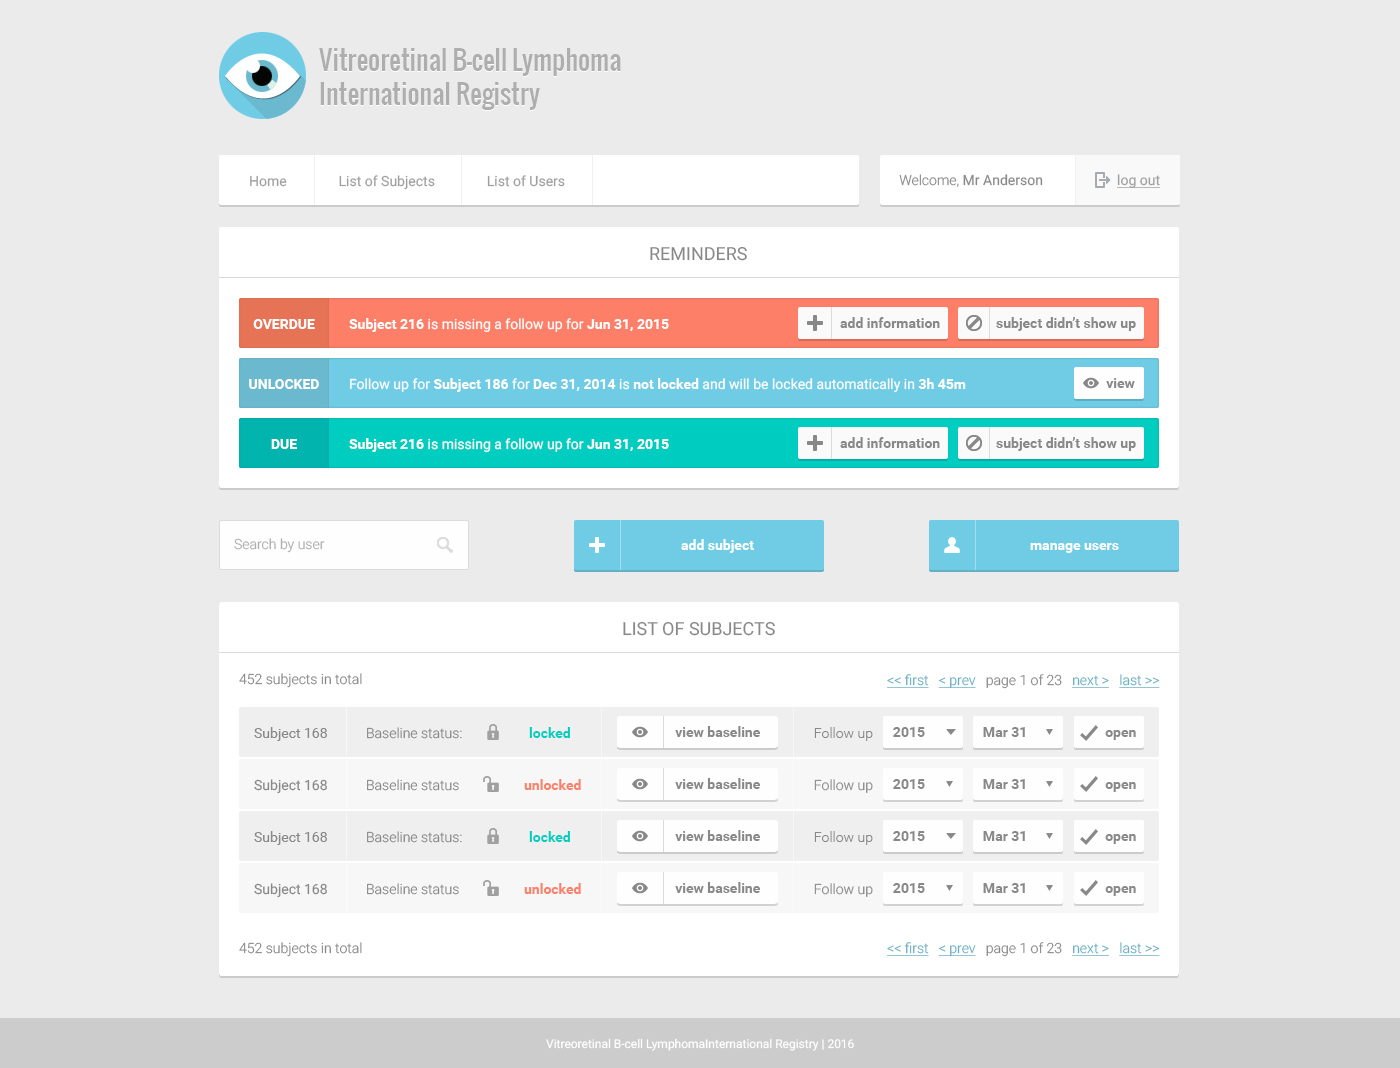 Vitreoretinal B-cell Lymphoma
International Registry
Home List of Subjects List of Users Welcome, Mr Anderson log out
REMINDERS
OVERDUE Subject 216 is missing a follow up for Jun 31, 2015 add information subject didn't show up
UNLOCKED Follow up for Subject 186 for Dec 31, 2014 is not locked and will be locked automatically in 3h 45m view
DUE Subject 216 is missing a follow up for Jun 31, 2015 add information subject didn't show up
Search by user add subject manage users
LIST OF SUBJECTS
452 subjects in total << first < prev page 1 of 23 next > last >>
Subject 168 Baseline status: locked view baseline Follow up 2015 Mar 31 open
Subject 168 Baseline status unlocked view baseline Follow up 2015 Mar 31 open
Subject 168 Baseline status: locked view baseline Follow up 2015 Mar 31 open
Subject 168 Baseline status unlocked view baseline Follow up 2015 Mar 31 open
452 subjects in total << first < prev page 1 of 23 next > last >>
Vitreoretinal B-cell LymphomaInternational Registry | 2016